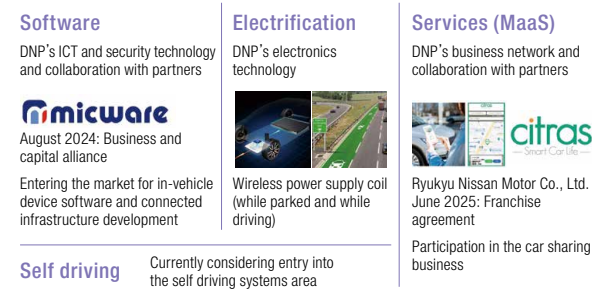 Software
DNP's ICT and security technology
and collaboration with partners
micware
August 2024: Business and
capital alliance
Entering the market for in-vehicle
device software and connected
infrastructure development
Electrification
DNP's electronics
technology
Wireless power supply coil
(while parked and while
driving)
Services (MaaS)
DNP's business network and
collaboration with partners
citras
citras
Smart Car Life
Ryukyu Nissan Motor Co., Ltd.
June 2025: Franchise
agreement
Participation in the car sharing
business
Self driving
Currently considering entry into
the self driving systems area